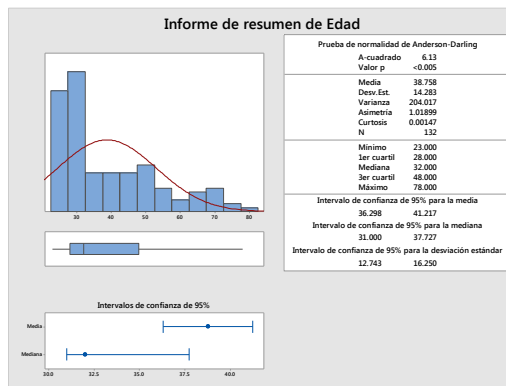 Informe de resumen de Edad
Prueba de normalidad de Anderson-Darling
A-cuadrado 6.13
Valor p <0.005
Media 38.758
Desv.Est. 14.283
Varianza 204.017
Asimetría 1.01899
Curtosis 0.00147
N 132
Mínimo 23.000
1er cuartil 28.000
Mediana 32.000
3er cuartil 48.000
Máximo 78.000
Intervalo de confianza de 95% para la media
36.298 41.217
Intervalo de confianza de 95% para la mediana
31.000 37.727
Intervalo de confianza de 95% para la desviación estándar
12.743 16.250
30 40 50 60 70 80
Intervalos de confianza de 95%
Media
Mediana
30.0 32.5 35.0 37.5 40.0